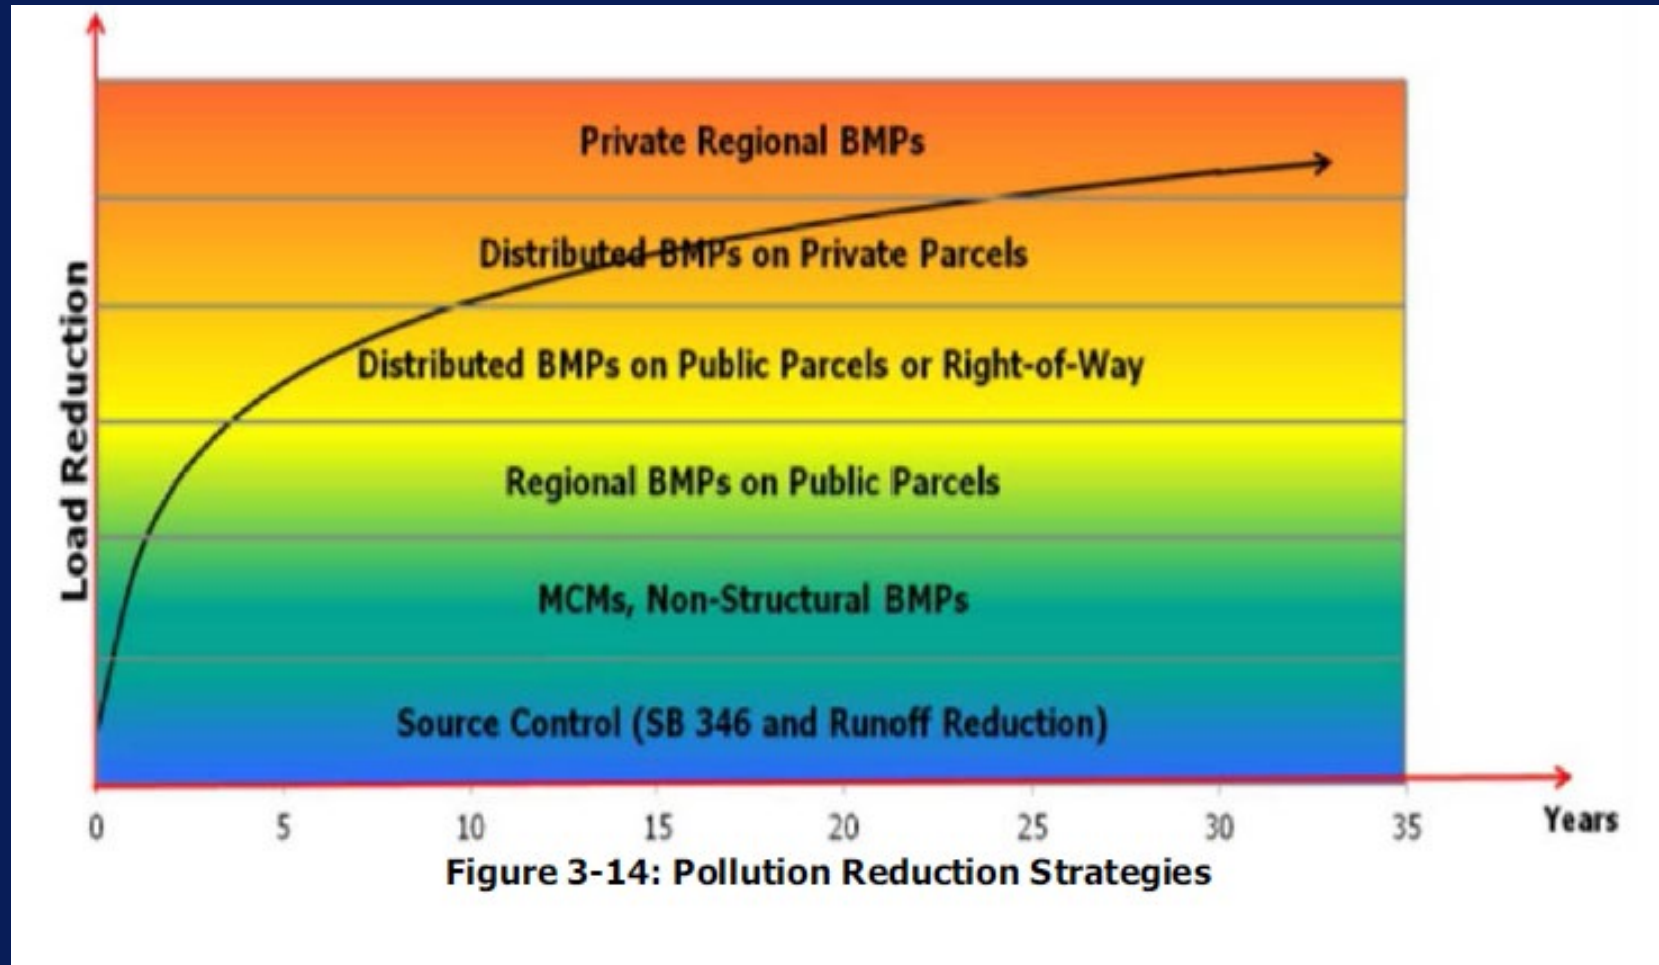 Private Regional BMPs
Distributed BMPs on Private Parcels
Distributed BMPs on Public Parcels or Right-of-Way
Regional BMPs on Public Parcels
MCMs, Non-Structural BMPs
Source Control (SB 346 and Runoff Reduction)
Load Reduction
0 5 10 15 20 25 30 35 Years
Figure 3-14: Pollution Reduction Strategies